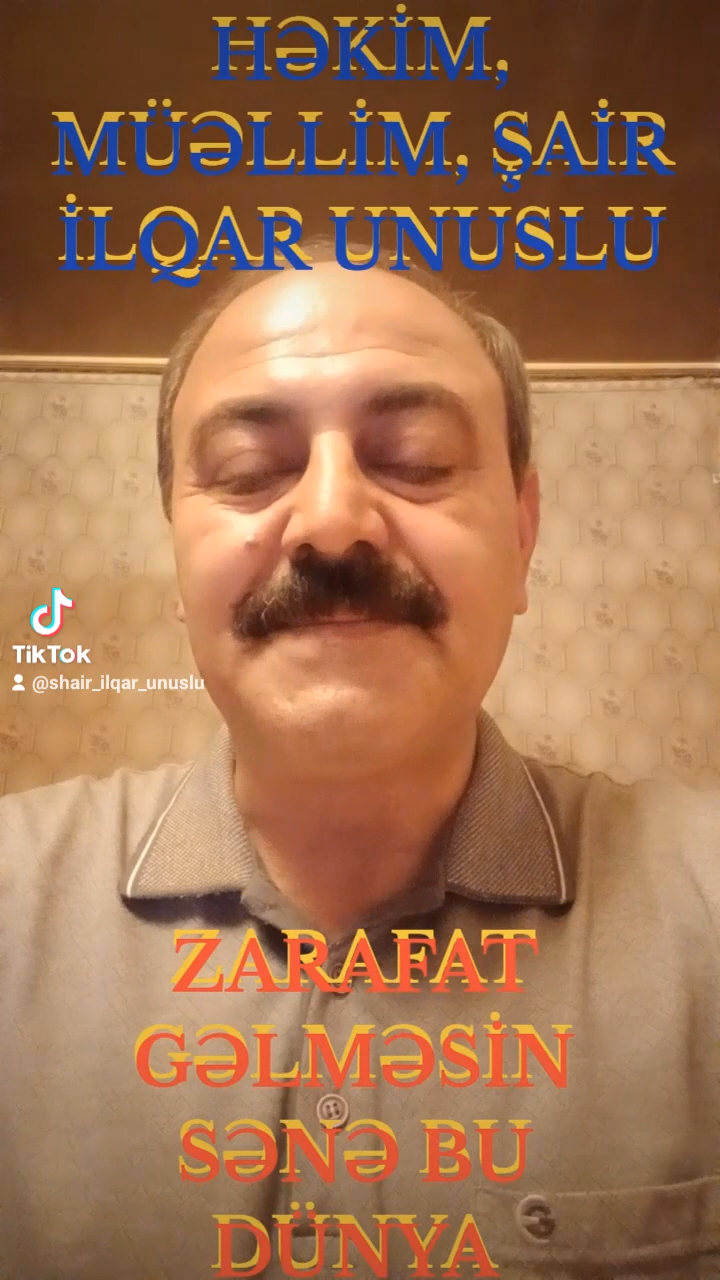 HƏKİM,
MÜƏLLİM, ŞAİR
İLQAR UNUSLU
TikTok
@shair_ilqar_unuslu
ZARAFAT
GƏLMƏSİN
SƏNƏ BU
DÜNYA